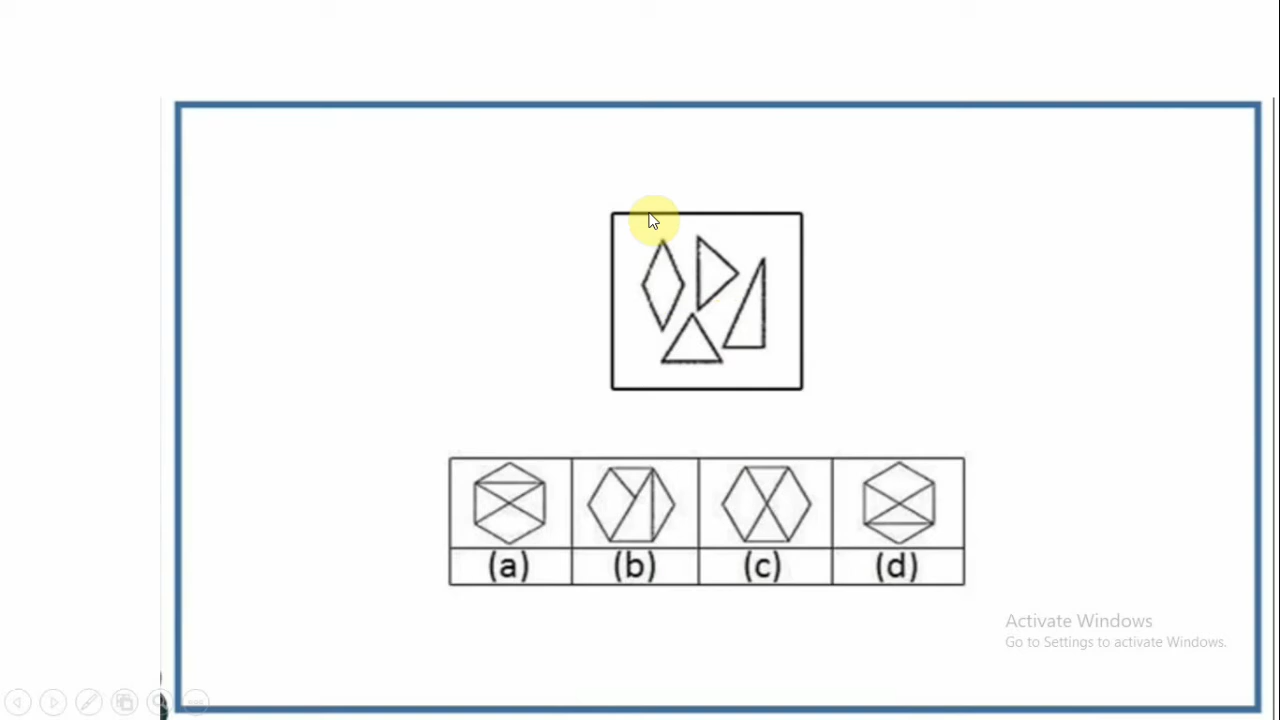 (a) (b) (c) (d)
Activate Windows
Go to Settings to activate Windows.